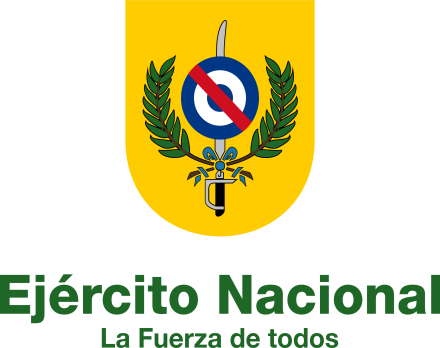 Ejército Nacional
La Fuerza de todos